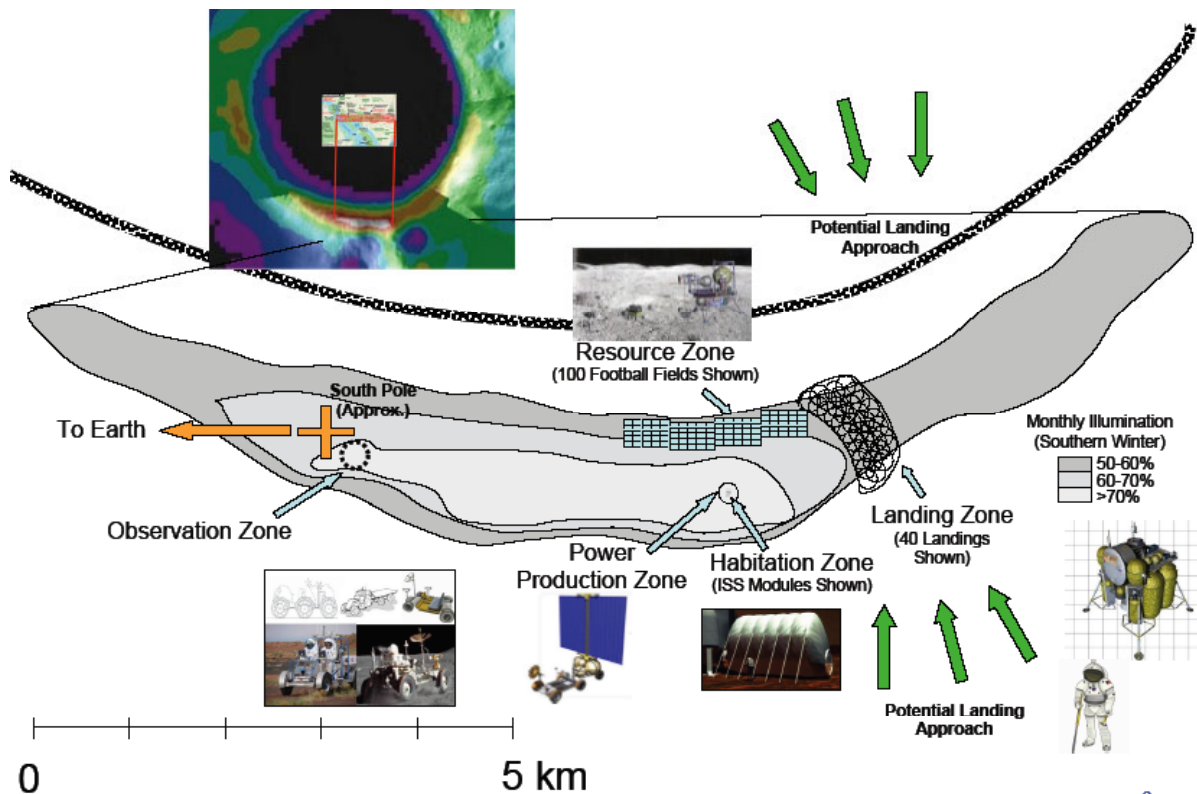 Potential Landing
Approach
Resource Zone
(100 Football Fields Shown)
South Pole
(Approx.)
To Earth
Monthly Illumination
(Southern Winter)
50-60%
60-70%
>70%
Observation Zone
Landing Zone
(40 Landings
Shown)
Power
Production Zone
Habitation Zone
(ISS Modules Shown)
Potential Landing
Approach
0
5 km